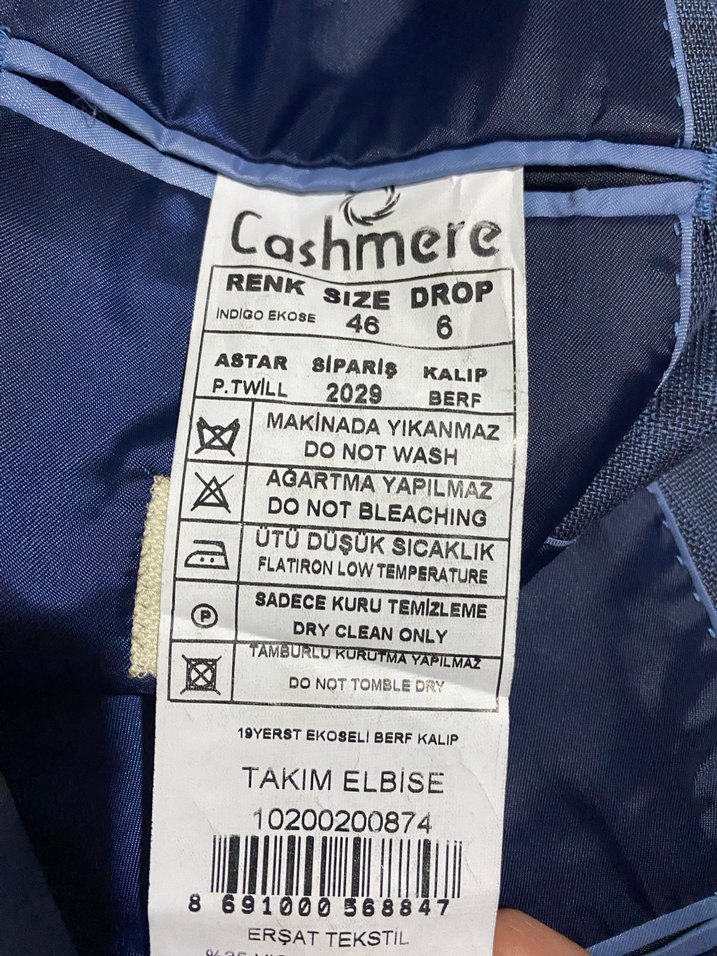 Cashmere
RENK SIZE DROP
İNDİGO EKOSE 46 6
ASTAR SİPARİŞ KALIP
P.TWİLL 2029 BERF
MAKİNADA YIKANMAZ
DO NOT WASH
AĞARTMA YAPILMAZ
DO NOT BLEACHING
ÜTÜ DÜŞÜK SICAKLIK
FLATIRON LOW TEMPERATURE
P
SADECE KURU TEMİZLEME
DRY CLEAN ONLY
TAMBURLU KURUTMA YAPILMAZ
DO NOT TOMBLE DRY
19YERST EKOSELİ BERF KALIP
TAKIM ELBİSE
10200200874
8 691000 568847
ERŞAT TEKSTİL